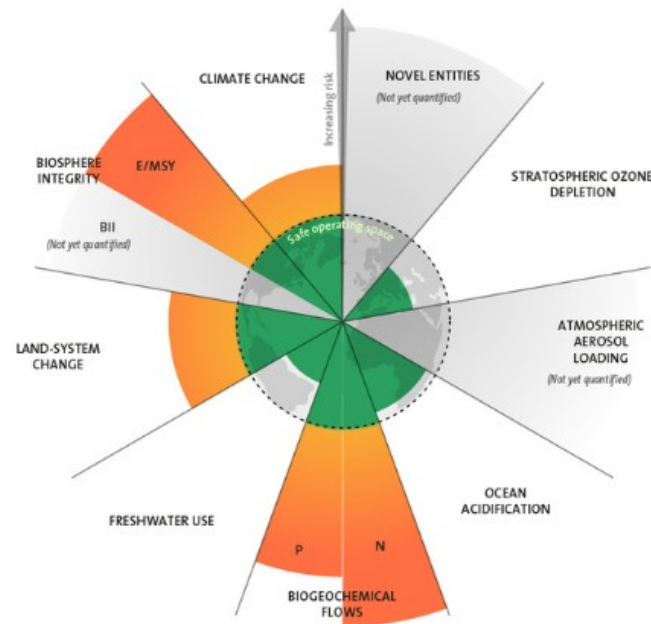 CLIMATE CHANGE
Increasing risk
NOVEL ENTITIES
(Not yet quantified)
STRATOSPHERIC OZONE
DEPLETION
ATMOSPHERIC
AEROSOL
LOADING
(Not yet quantified)
OCEAN
ACIDIFICATION
BIOGEOCHEMICAL
FLOWS
P
N
FRESHWATER USE
LAND-SYSTEM
CHANGE
BIOSPHERE
INTEGRITY
E/MSY
BII
(Not yet quantified)
Safe operating space